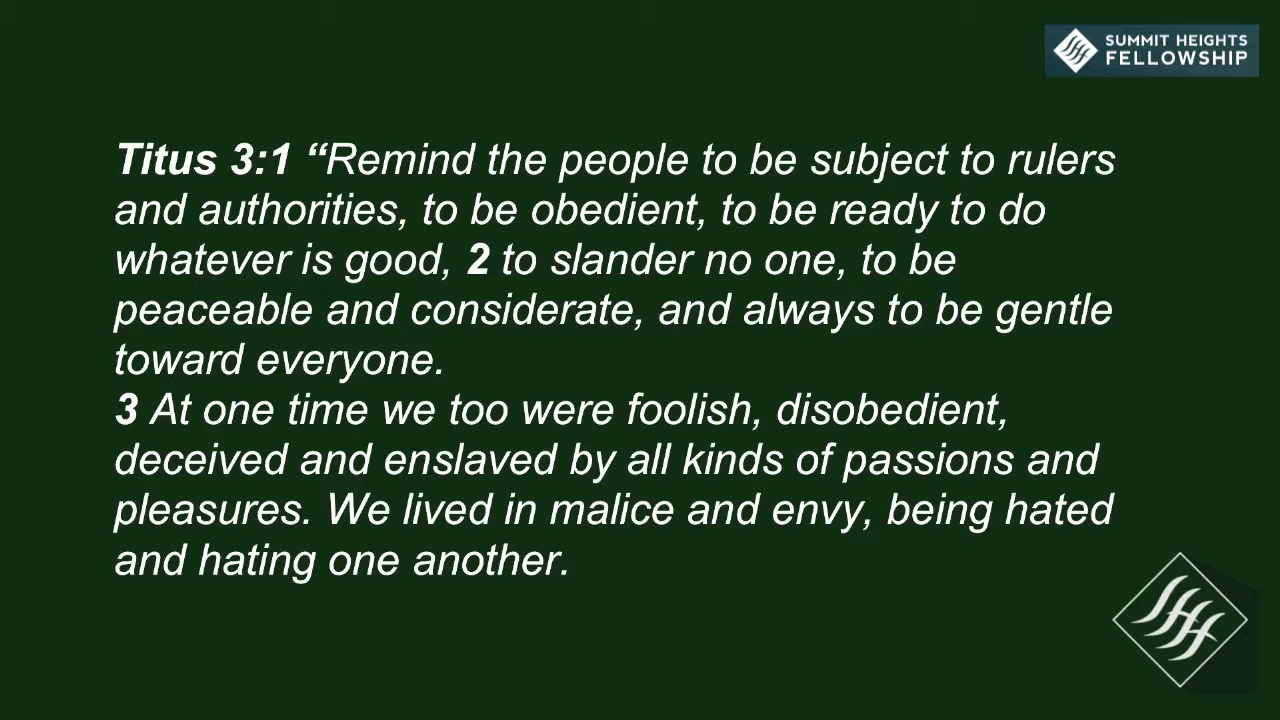 SUMMIT HEIGHTS
FELLOWSHIP
Titus 3:1 “Remind the people to be subject to rulers
and authorities, to be obedient, to be ready to do
whatever is good, 2 to slander no one, to be
peaceable and considerate, and always to be gentle
toward everyone.
3 At one time we too were foolish, disobedient,
deceived and enslaved by all kinds of passions and
pleasures. We lived in malice and envy, being hated
and hating one another.